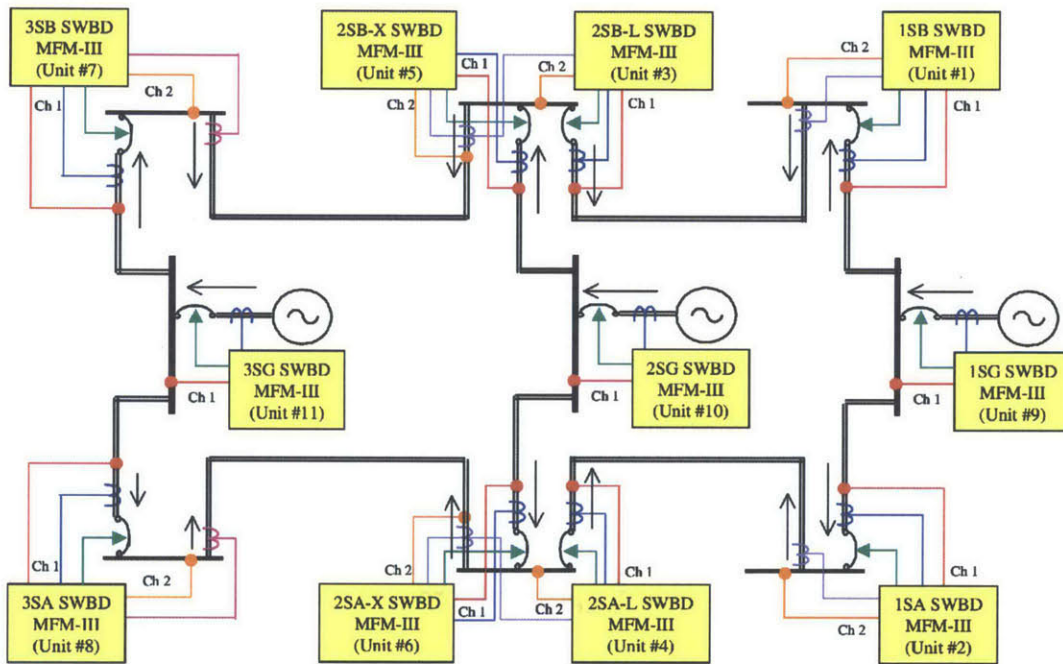 3SB SWBD
MFM-III
(Unit #7)
2SB-X SWBD
MFM-III
(Unit #5)
2SB-L SWBD
MFM-III
(Unit #3)
1SB SWBD
MFM-III
(Unit #1)
Ch 1
Ch 2
Ch 1
Ch 2
Ch 2
Ch 1
Ch 2
Ch 1
3SG SWBD
MFM-III
(Unit #11)
Ch 1
2SG SWBD
MFM-III
(Unit #10)
Ch 1
1SG SWBD
MFM-III
(Unit #9)
Ch 1
Ch 1
Ch 2
Ch 2
Ch 1
Ch 2
Ch 1
Ch 2
Ch 1
3SA SWBD
MFM-III
(Unit #8)
2SA-X SWBD
MFM-III
(Unit #6)
2SA-L SWBD
MFM-III
(Unit #4)
1SA SWBD
MFM-III
(Unit #2)